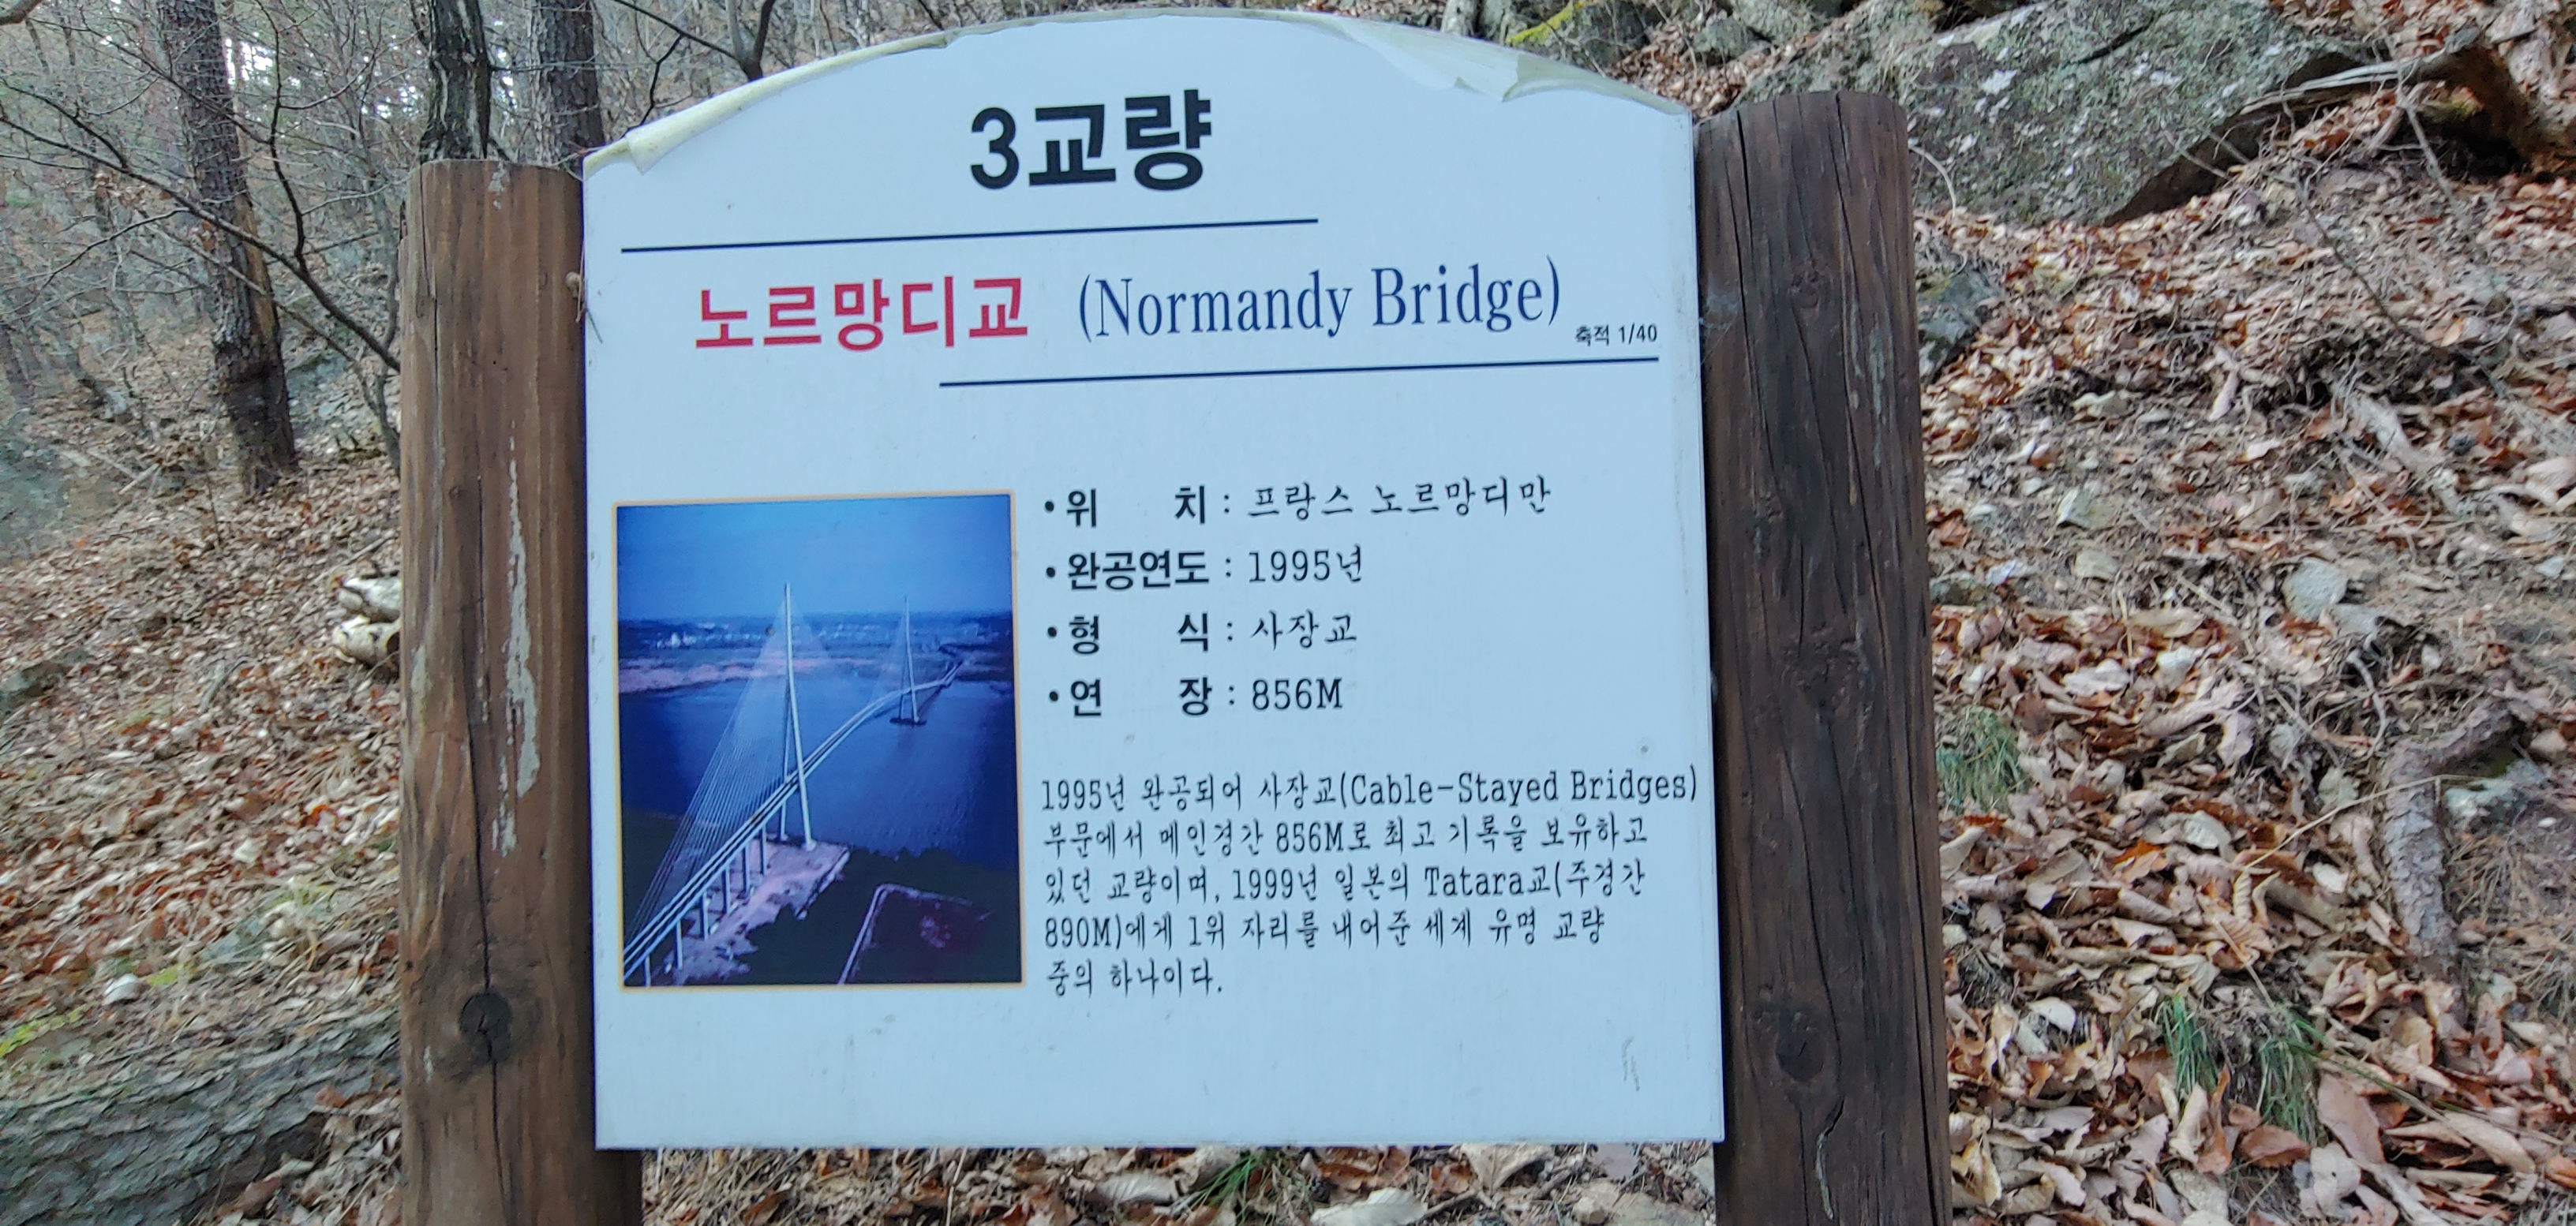 3교량
노르망디교 (Normandy Bridge)
축적 1/40
•위 치 : 프랑스 노르망디만
•완공연도 : 1995년
•형 식 : 사장교
•연 장 : 856M
1995년 완공되어 사장교(Cable-Stayed Bridges)
부문에서 메인경간 856M로 최고 기록을 보유하고
있던 교량이며, 1999년 일본의 Tatara교(주경간
890M)에게 1위 자리를 내어준 세계 유명 교량
중의 하나이다.